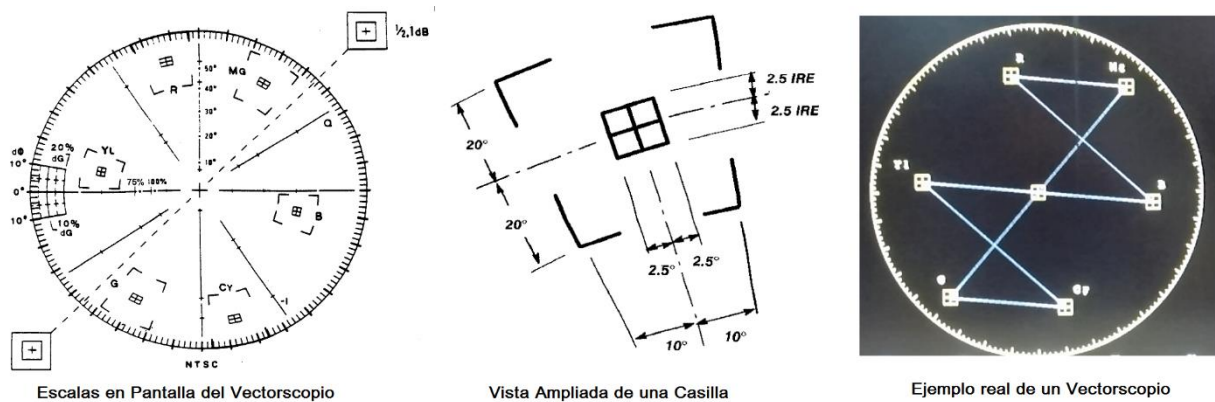 ½,1dB
50°
40°
30°
20°
10°
R
MG
Q
dΦ
20%
dG
10°
0°
10°
YL
75% 100%
10%
dG
B
G
CY
-I
NTSC
Escalas en Pantalla del Vectorscopio
2.5 IRE
2.5 IRE
20°
20°
2.5°
2.5°
10°
10°
Vista Ampliada de una Casilla
R
Mg
Yl
B
G
Cy
Ejemplo real de un Vectorscopio